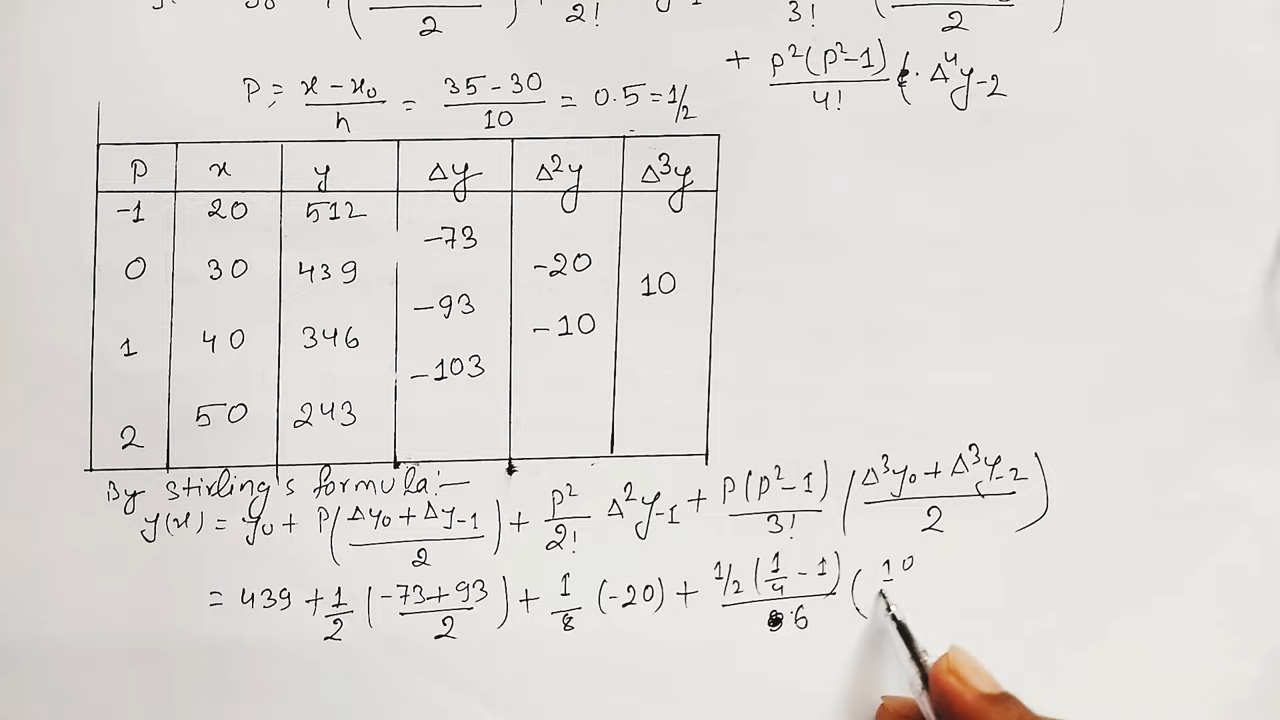 2 2! 3! 2
+ p²(p²-1)/4! · Δ⁴y-2
P = (x - x₀)/h = (35 - 30)/10 = 0.5 = 1/2
P x y Δy Δ²y Δ³y
-1 20 512
-73
0 30 439 -20
10
-93
1 40 346 -10
-103
2 50 243
By Stirling's formula:-
y(x) = y₀ + P((Δy₀ + Δy-1)/2) + P²/2! Δ²y-1 + P(P²-1)/3! ((Δ³y₀ + Δ³y-2)/2)
= 439 + 1/2 ((-73+93)/2) + 1/8 (-20) + (1/2 (1/4 - 1))/6 (10